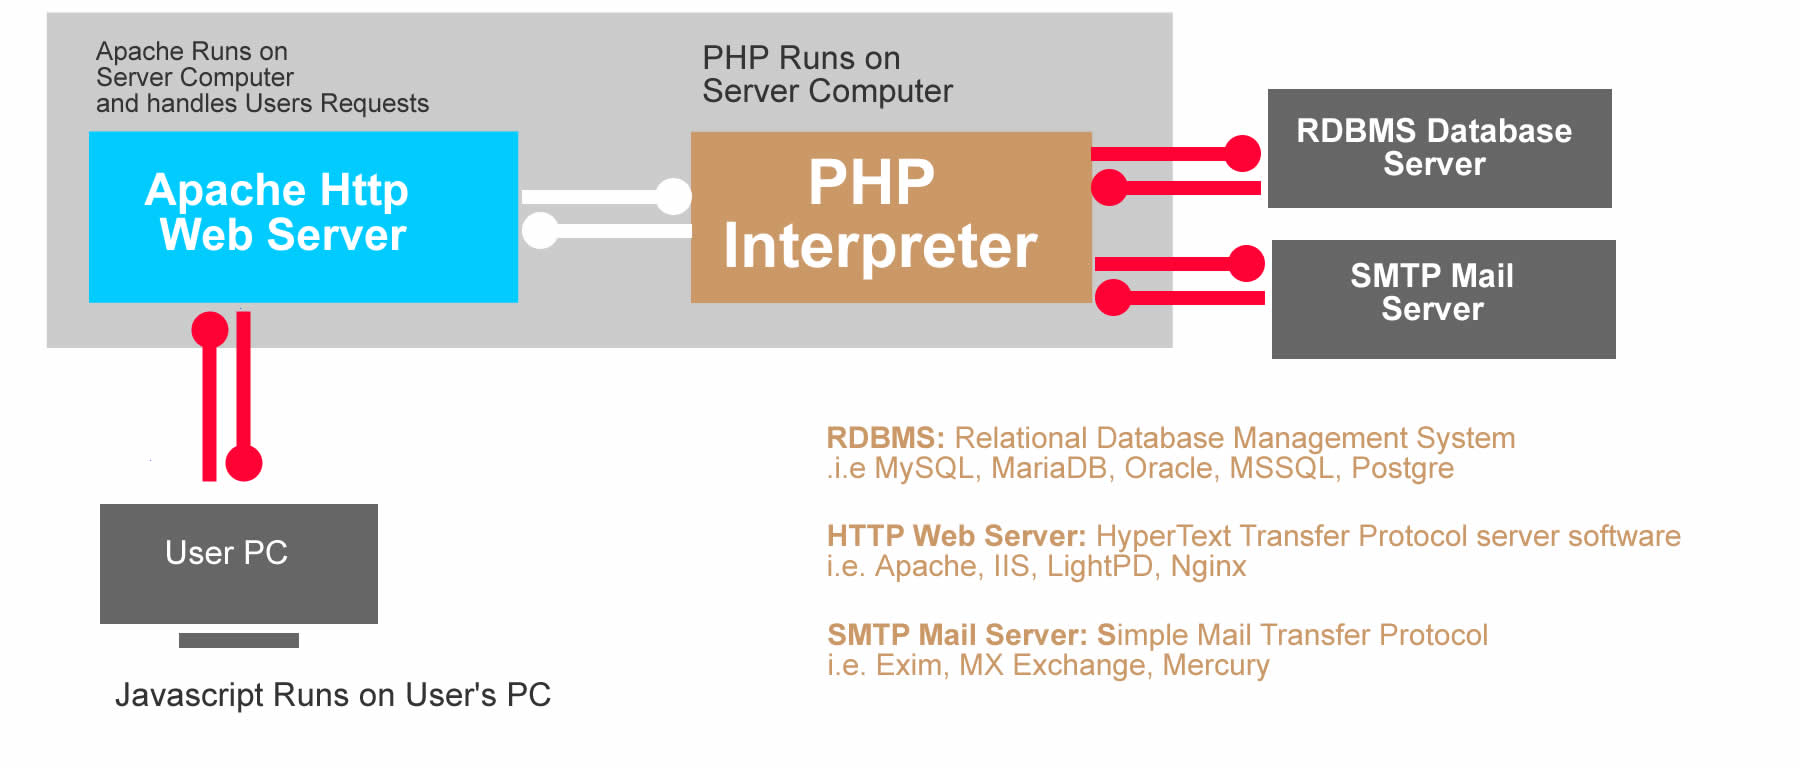 Apache Runs on
Server Computer
and handles Users Requests
PHP Runs on
Server Computer
Apache Http
Web Server
PHP
Interpreter
RDBMS Database
Server
SMTP Mail
Server
User PC
Javascript Runs on User's PC
RDBMS: Relational Database Management System
.i.e MySQL, MariaDB, Oracle, MSSQL, Postgre
HTTP Web Server: HyperText Transfer Protocol server software
i.e. Apache, IIS, LightPD, Nginx
SMTP Mail Server: Simple Mail Transfer Protocol
i.e. Exim, MX Exchange, Mercury